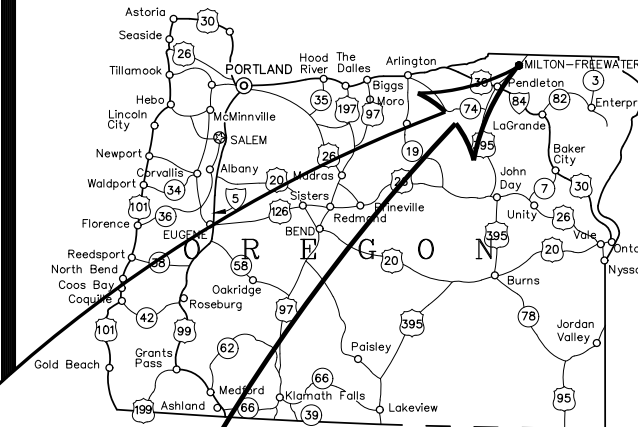 Astoria
30
Seaside
26
Tillamook
PORTLAND
Hood
River
The
Dalles
Arlington
MILTON-FREEWATER
Biggs
Moro
30
Pendleton
3
Hebo
35
197
97
74
84
82
Enterpr
McMinnville
Lincoln
City
LaGrande
SALEM
Newport
26
19
395
Baker
City
Corvallis
Albany
20
Madras
26
John
Day
7
30
Waldport
34
5
Sisters
Prineville
101
36
126
Redmond
Unity
26
Florence
EUGENE
BEND
395
Vale
Onto
OREGON
20
20
Reedsport
38
58
Nyssa
North Bend
Coos Bay
Oakridge
Burns
Coquille
Roseburg
97
42
78
101
99
395
Jordan
Valley
62
Paisley
Grants
Pass
Gold Beach
66
Medford
Klamath Falls
95
199
Ashland
66
39
Lakeview